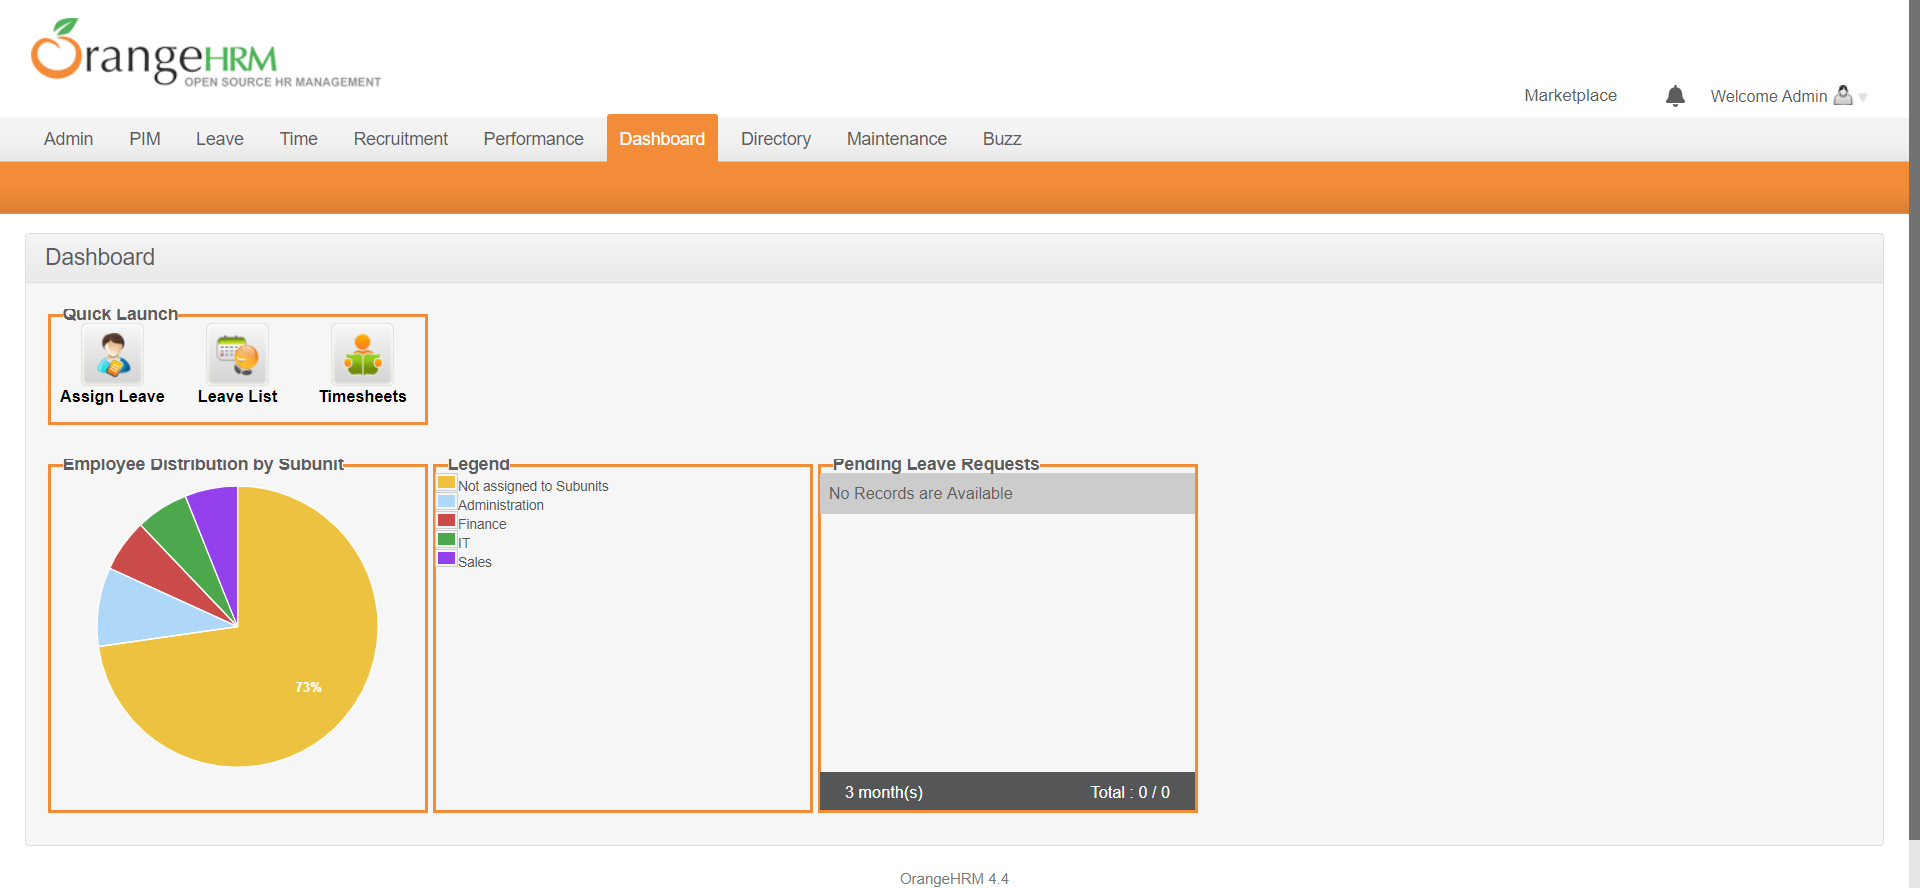 OrangeHRM
OPEN SOURCE HR MANAGEMENT
Marketplace
Welcome Admin
Admin PIM Leave Time Recruitment Performance Dashboard Directory Maintenance Buzz
Dashboard
Quick Launch
Assign Leave Leave List Timesheets
Employee Distribution by Subunit
73%
Legend
Not assigned to Subunits
Administration
Finance
IT
Sales
Pending Leave Requests
No Records are Available
3 month(s) Total : 0 / 0
OrangeHRM 4.4